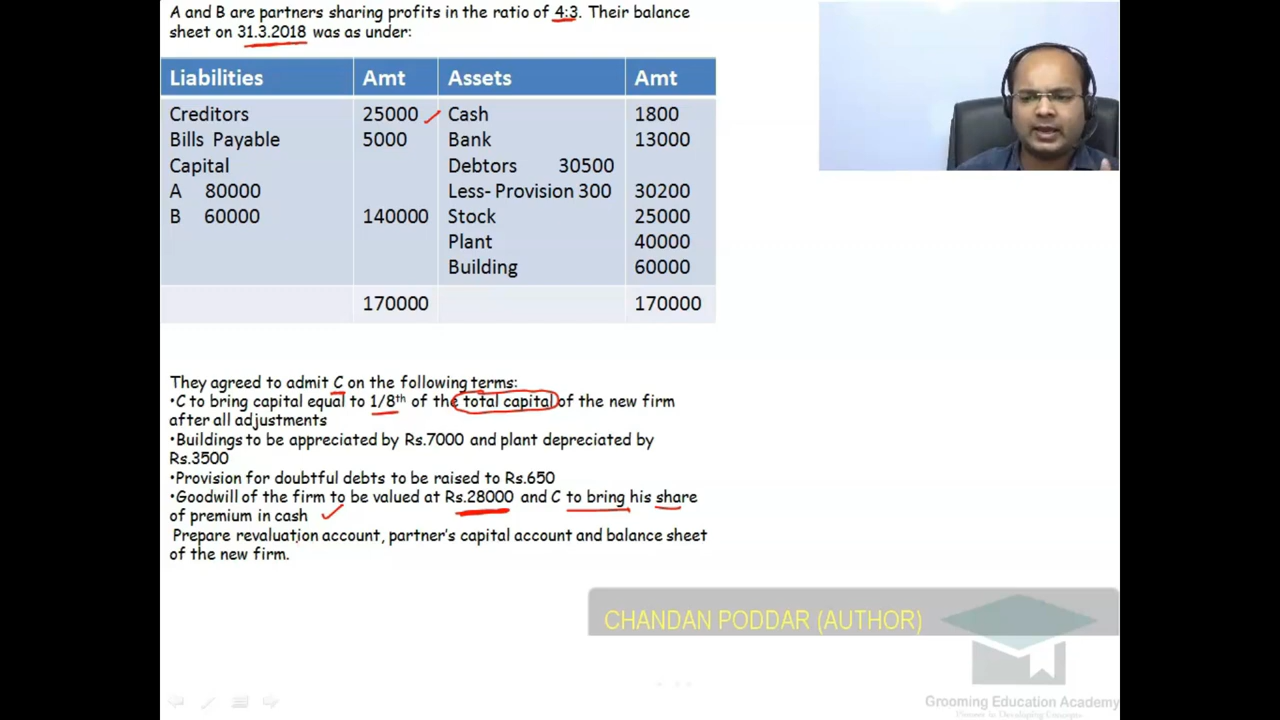 A and B are partners sharing profits in the ratio of 4:3. Their balance
sheet on 31.3.2018 was as under:
Liabilities Amt Assets Amt
Creditors 25000 Cash 1800
Bills Payable 5000 Bank 13000
Capital Debtors 30500
A 80000 Less- Provision 300 30200
B 60000 140000 Stock 25000
Plant 40000
Building 60000
170000 170000
They agreed to admit C on the following terms:
•C to bring capital equal to 1/8th of the total capital of the new firm
after all adjustments
•Buildings to be appreciated by Rs.7000 and plant depreciated by
Rs.3500
•Provision for doubtful debts to be raised to Rs.650
•Goodwill of the firm to be valued at Rs.28000 and C to bring his share
of premium in cash
Prepare revaluation account, partner's capital account and balance sheet
of the new firm.
CHANDAN PODDAR (AUTHOR)
Grooming Education Academy
Pioneer in Developing Concepts